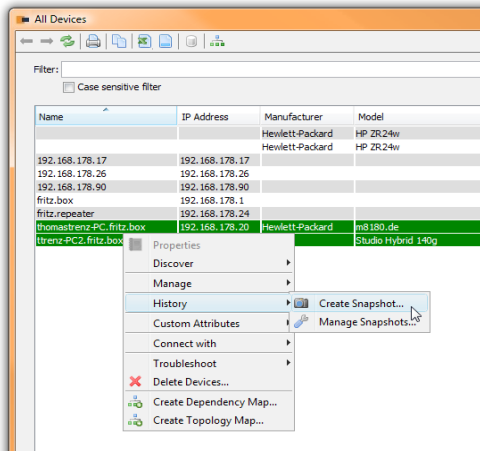 All Devices
Filter:
Case sensitive filter
Name IP Address Manufacturer Model
Hewlett-Packard HP ZR24w
Hewlett-Packard HP ZR24w
192.168.178.17 192.168.178.17
192.168.178.26 192.168.178.26
192.168.178.90 192.168.178.90
fritz.box 192.168.178.1
fritz.repeater 192.168.178.24
thomastrenz-PC.fritz.box 192.168.178.20 Hewlett-Packard m8180.de
ttrenz-PC2.fritz.box Studio Hybrid 140g
Properties
Discover
Manage
History
Create Snapshot...
Manage Snapshots...
Custom Attributes
Connect with
Troubleshoot
Delete Devices...
Create Dependency Map...
Create Topology Map...